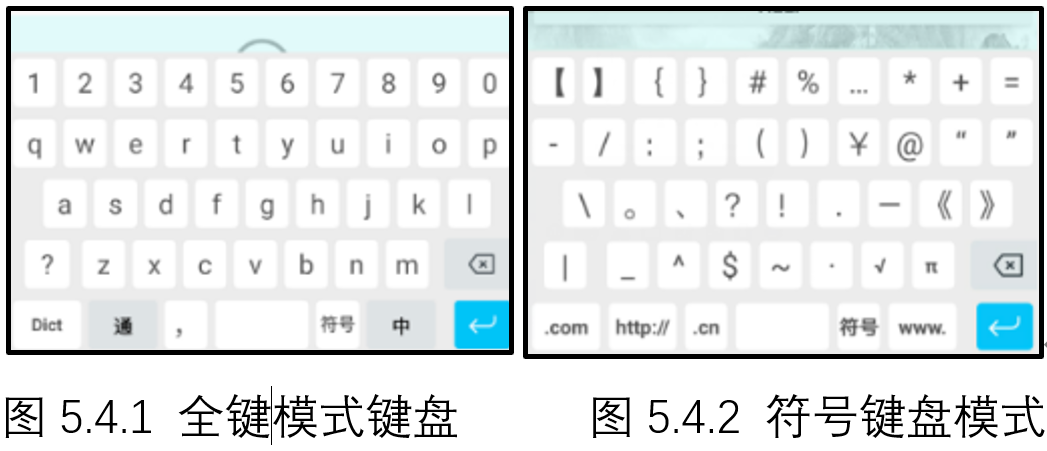 1 2 3 4 5 6 7 8 9 0
q w e r t y u i o p
a s d f g h j k l
? z x c v b n m
Dict 通 ， 符号 中
【 】 { } # % … * + =
- / : ; ( ) ¥ @ “ ”
\ 。 、 ? ! . — 《 》
| _ ^ $ ~ · √ π
.com http:// .cn 符号 www.
图 5.4.1 全键模式键盘
图 5.4.2 符号键盘模式